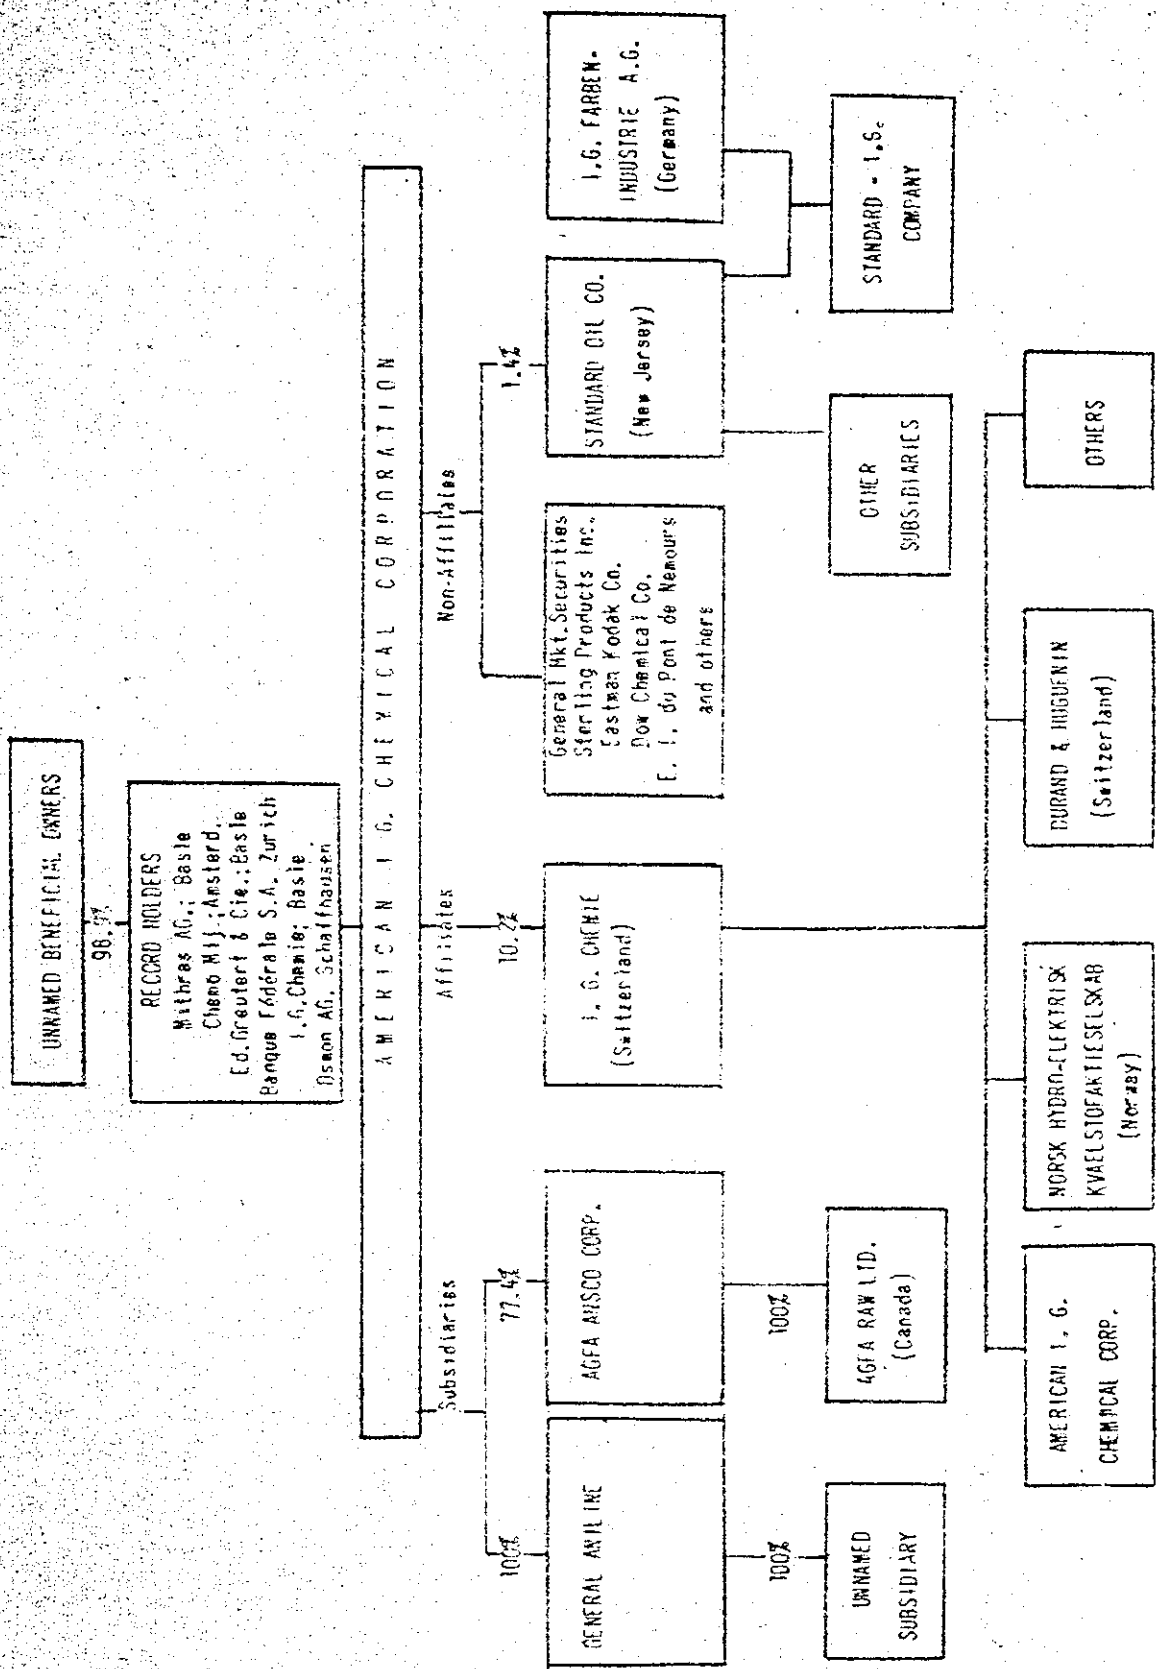 UNNAMED BENEFICIAL OWNERS
RECORD HOLDERS
Mithras AG.; Basle
Chemo Mij.;Amsterd.
Ed.Greutert & Cie.;Basle
Banque Fédérale S.A. Zurich
I.G.Chemie; Basle
Osmon AG. Schaffhausen
AMERICAN I.G. CHEMICAL CORPORATION
Subsidiaries
Affiliates
Non-Affiliates
100%
77.4%
10.2%
1.4%
GENERAL ANILINE
AGFA ANSCO CORP.
I. G. CHEMIE
(Switzerland)
General Mkt.Securities
Sterling Products Inc.
Eastman Kodak Co.
Dow Chemical Co.
E. I. du Pont de Nemours
and others
STANDARD OIL CO.
(New Jersey)
I.G. FARBEN.
INDUSTRIE A.G.
(Germany)
100%
100%
UNNAMED
SUBSIDIARY
AGFA RAW LTD.
(Canada)
OTHER
SUBSIDIARIES
STANDARD - I.G.
COMPANY
AMERICAN I. G.
CHEMICAL CORP.
NORSK HYDRO-ELEKTRISK
KVAELSTOFAKTIESELSKAB
(Norway)
DURAND & HUGUENIN
(Switzerland)
OTHERS